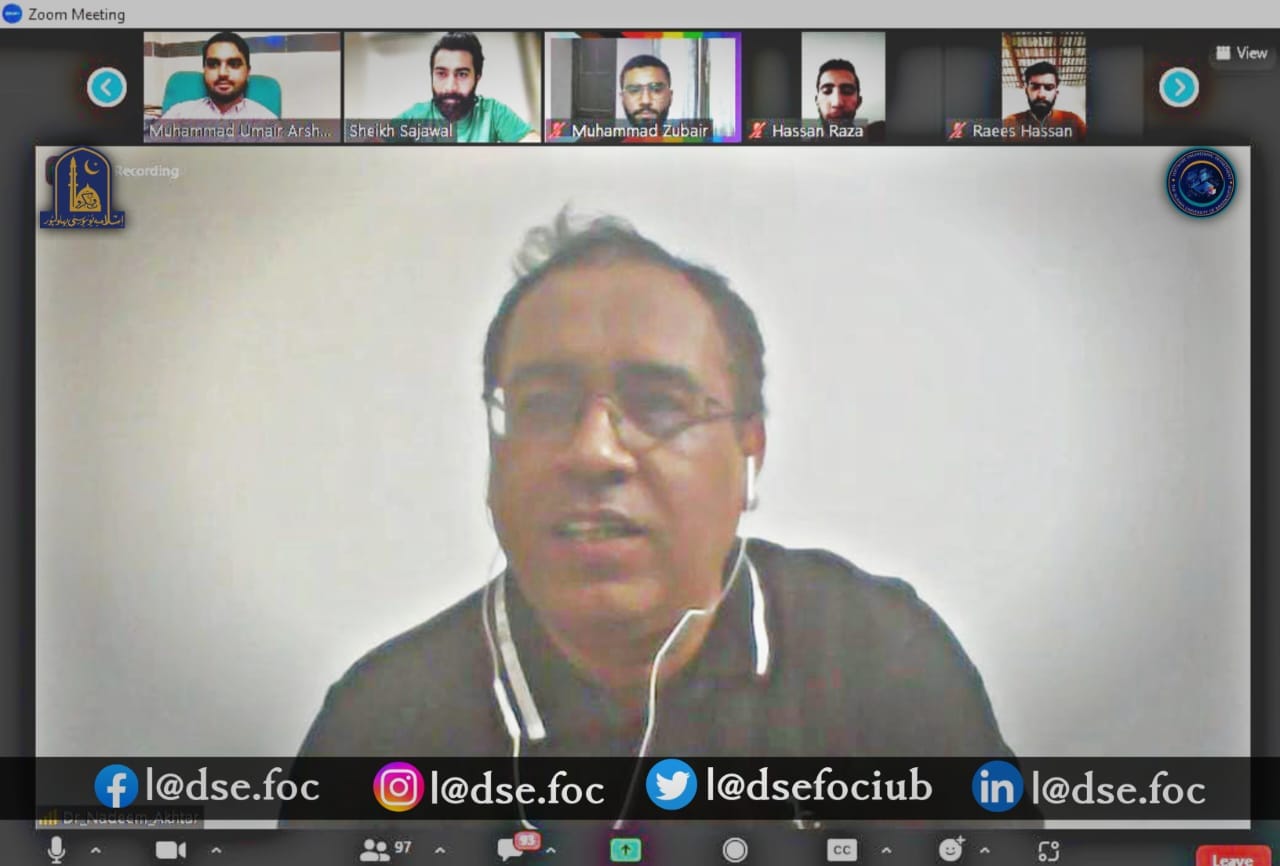 Zoom Meeting
View
Muhammad Umair Arsh...
Sheikh Sajawal
Muhammad Zubair
Hassan Raza
Raees Hassan
Recording
l@dse.foc
l@dse.foc
l@dsefociub
l@dse.foc
Dr_Nadeem_Akhtar
97
93
CC
Leave